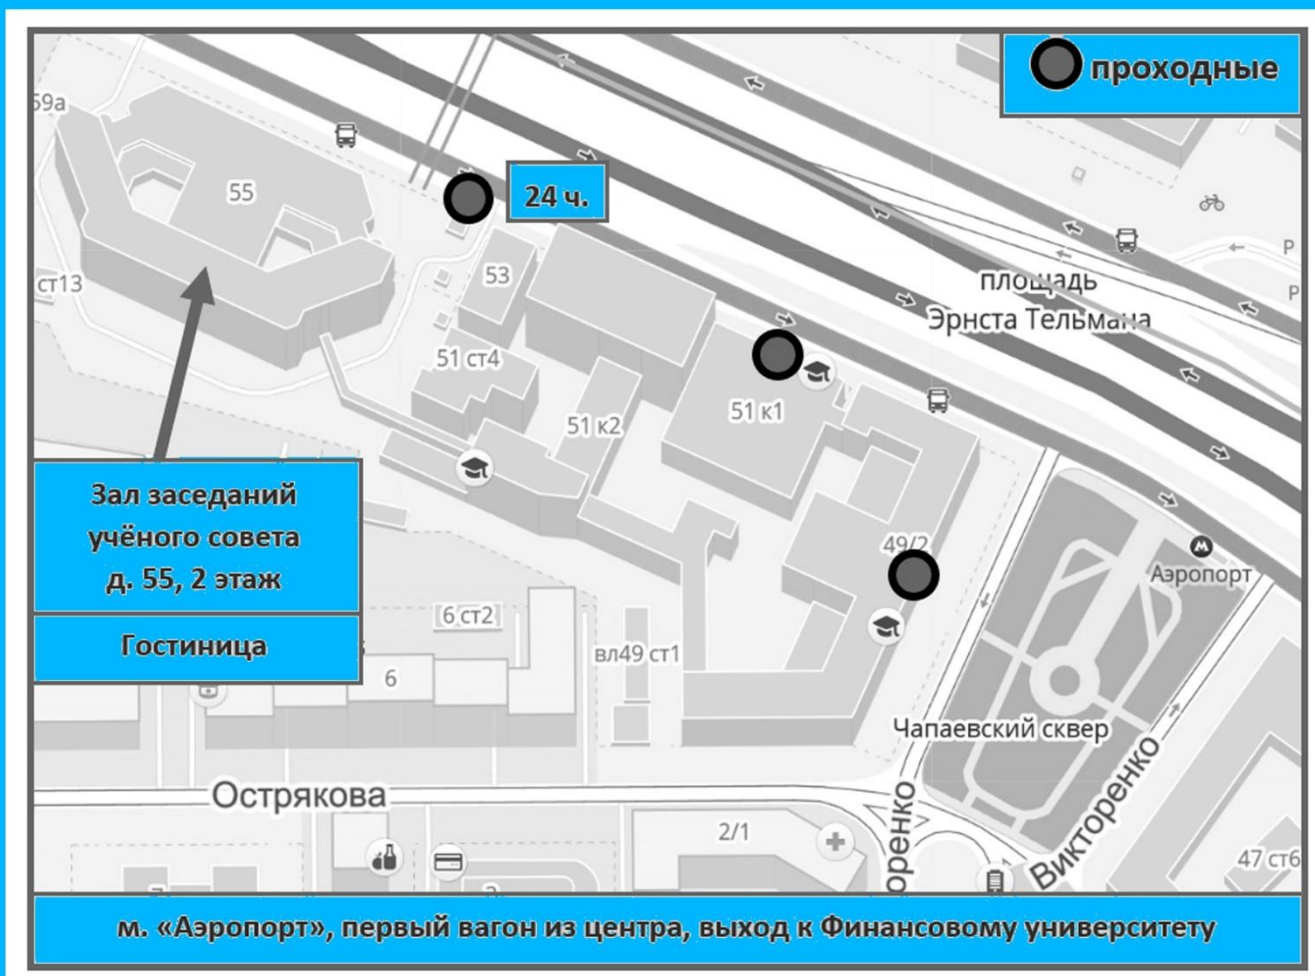 проходные
59а
55
24 ч.
53
ст13
площадь
Эрнста Тельмана
Р
Р
51 ст4
51 к1
51 к2
Зал заседаний
учёного совета
д. 55, 2 этаж
Гостиница
49/2
Аэропорт
6 ст2
вл49 ст1
6
Чапаевский сквер
Острякова
оренко
Викторенко
2/1
47 ст6
м. «Аэропорт», первый вагон из центра, выход к Финансовому университету